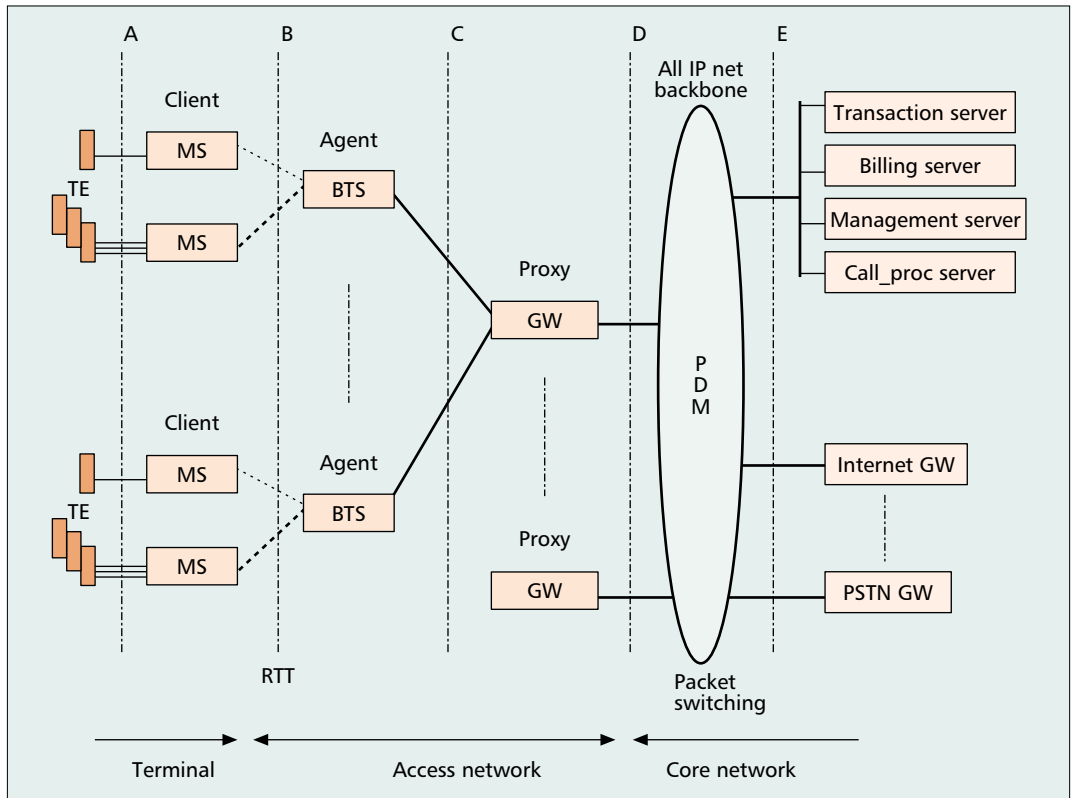 A
B
C
D
E
All IP net
backbone
Client
MS
TE
MS
Agent
BTS
Proxy
GW
Transaction server
Billing server
Management server
Call_proc server
P
D
M
Client
MS
TE
MS
Agent
BTS
Proxy
GW
Internet GW
PSTN GW
RTT
Packet
switching
Terminal
Access network
Core network